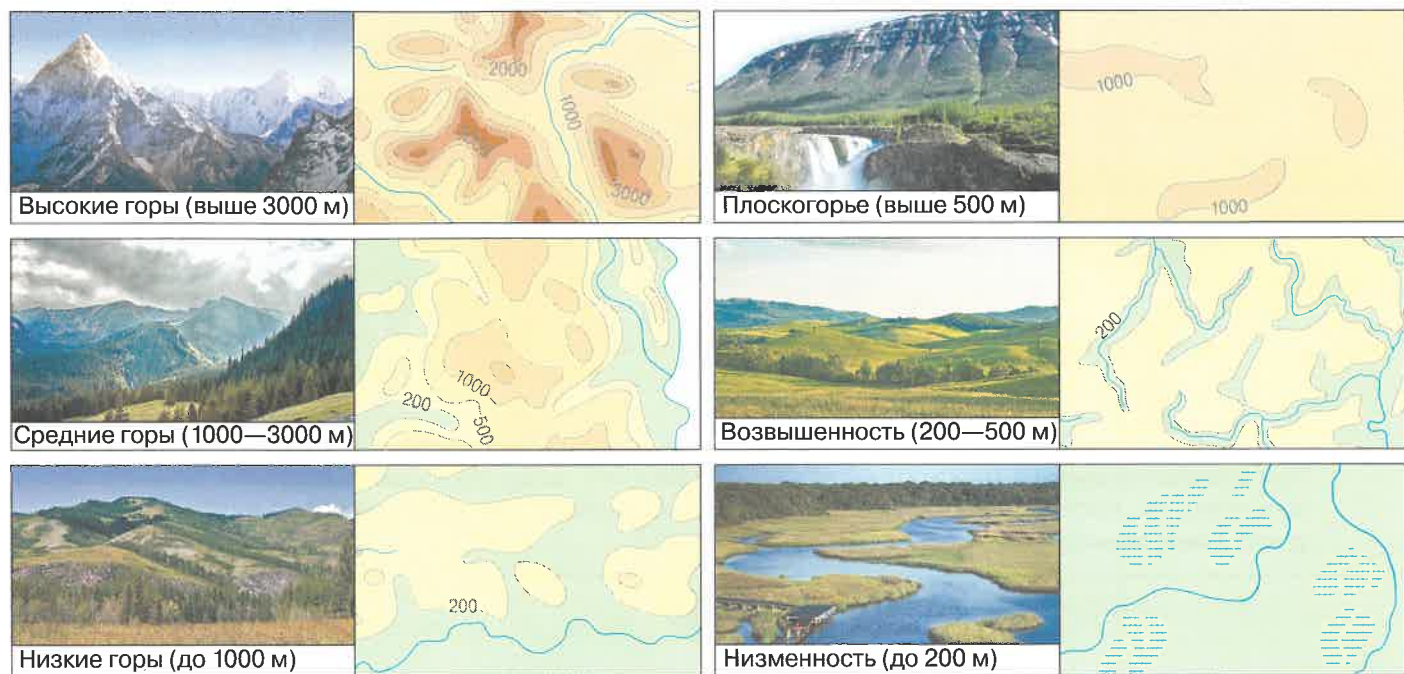 2000
1000
3000
Высокие горы (выше 3000 м)
1000
1000
Плоскогорье (выше 500 м)
1000
200
500
Средние горы (1000—3000 м)
200
Возвышенность (200—500 м)
200
Низкие горы (до 1000 м)
Низменность (до 200 м)